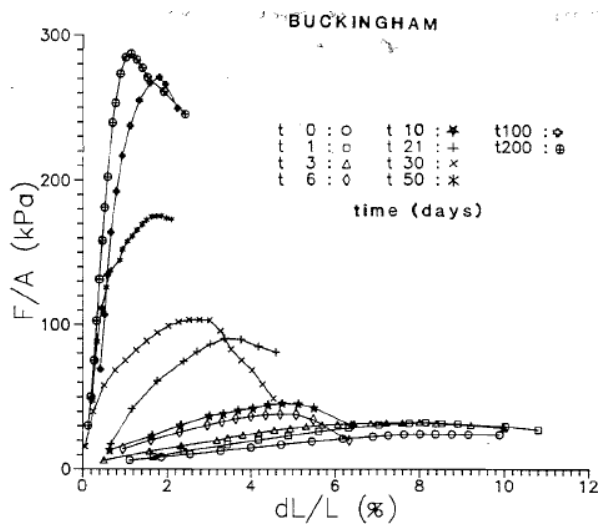 BUCKINGHAM
300
200
100
0
F/A (kPa)
t 0 : t 10 : t100 :
t 1 : t 21 : t200 :
t 3 : t 30 :
t 6 : t 50 :
time (days)
0 2 4 6 8 10 12
dL/L (%)